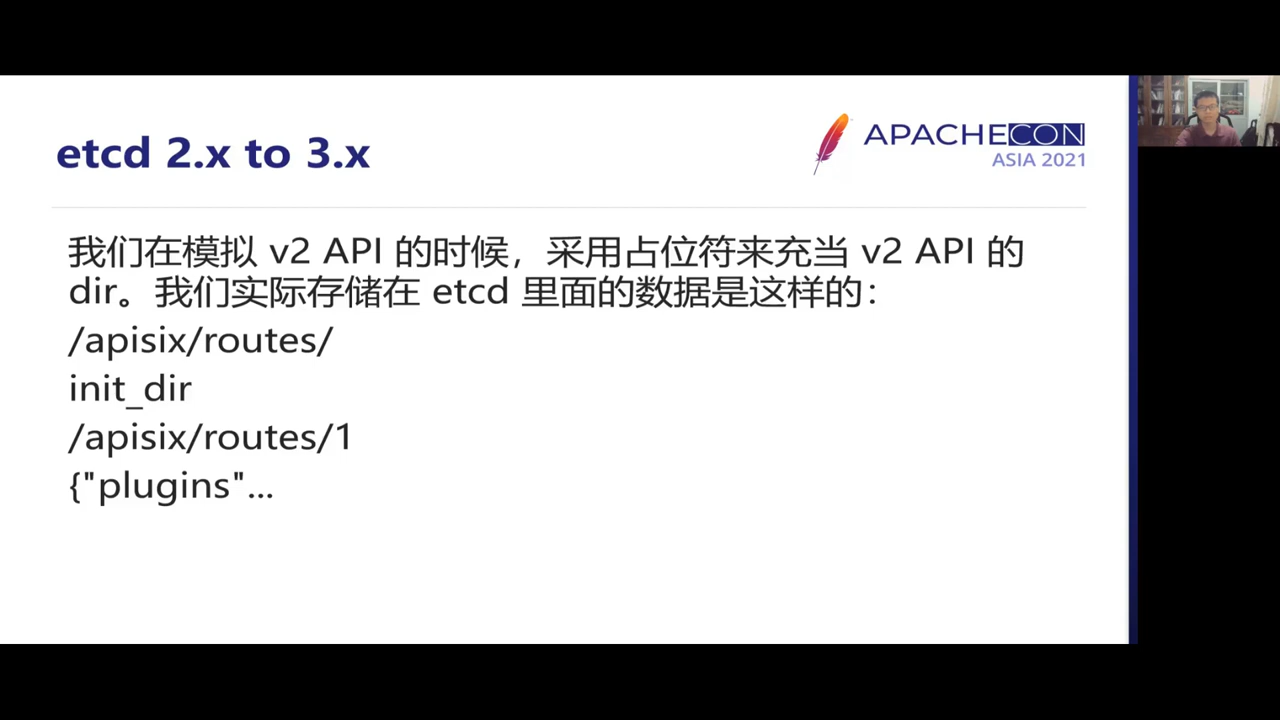 etcd 2.x to 3.x
APACHECON
ASIA 2021
我们在模拟 v2 API 的时候，采用占位符来充当 v2 API 的
dir。我们实际存储在 etcd 里面的数据是这样的：
/apisix/routes/
init_dir
/apisix/routes/1
{"plugins"...